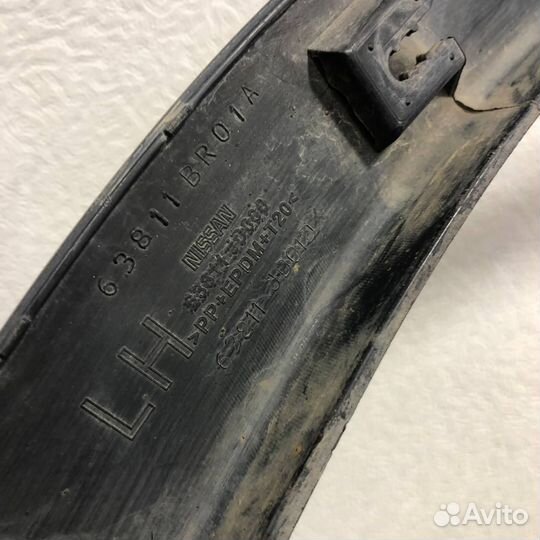 63811 BR01A
NISSAN
>PP+EPDM+T20<
LH
Avito